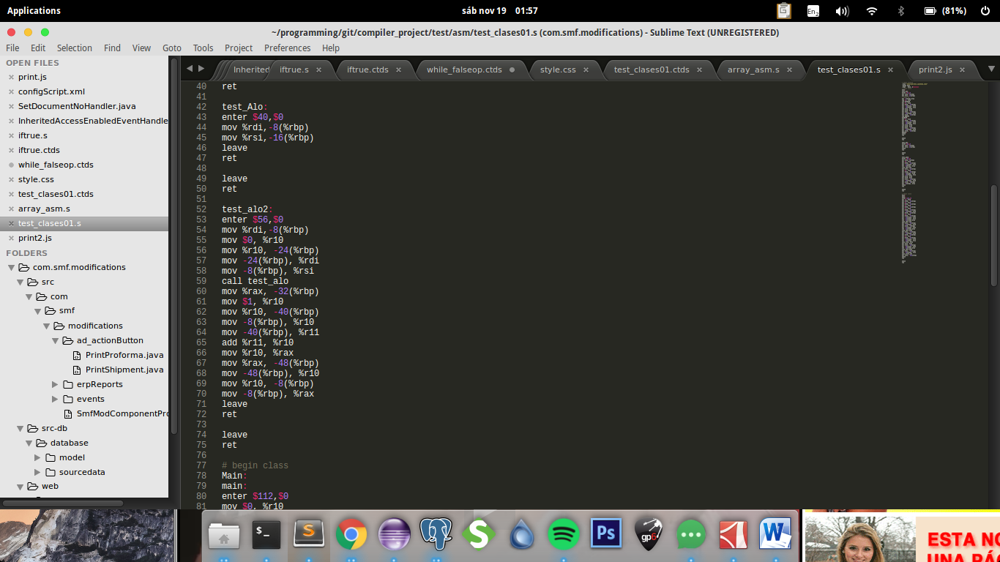 Applications
sáb nov 19 01:57
En2
(81%)
~/programming/git/compiler_project/test/asm/test_clases01.s (com.smf.modifications) - Sublime Text (UNREGISTERED)
File Edit Selection Find View Goto Tools Project Preferences Help
OPEN FILES
print.js
configScript.xml
SetDocumentNoHandler.java
InheritedAccessEnabledEventHandle
iftrue.s
iftrue.ctds
while_falseop.ctds
style.css
test_clases01.ctds
array_asm.s
test_clases01.s
print2.js
FOLDERS
com.smf.modifications
src
com
smf
modifications
ad_actionButton
PrintProforma.java
PrintShipment.java
erpReports
events
SmfModComponentPro
src-db
database
model
sourcedata
web
Inherited iftrue.s iftrue.ctds while_falseop.ctds style.css test_clases01.ctds array_asm.s test_clases01.s print2.js
40 ret
41
42 test_Alo:
43 enter $40,$0
44 mov %rdi,-8(%rbp)
45 mov %rsi,-16(%rbp)
46 leave
47 ret
48
49 leave
50 ret
51
52 test_alo2:
53 enter $56,$0
54 mov %rdi,-8(%rbp)
55 mov $0, %r10
56 mov %r10, -24(%rbp)
57 mov -24(%rbp), %rdi
58 mov -8(%rbp), %rsi
59 call test_alo
60 mov %rax, -32(%rbp)
61 mov $1, %r10
62 mov %r10, -40(%rbp)
63 mov -8(%rbp), %r10
64 mov -40(%rbp), %r11
65 add %r11, %r10
66 mov %r10, %rax
67 mov %rax, -48(%rbp)
68 mov -48(%rbp), %r10
69 mov %r10, -8(%rbp)
70 mov -8(%rbp), %rax
71 leave
72 ret
73
74 leave
75 ret
76
77 # begin class
78 Main:
79 main:
80 enter $112,$0
81 mov $0, %r10
$_
S
S
Ps
gp6
W
ESTA NO
UNA PÁG